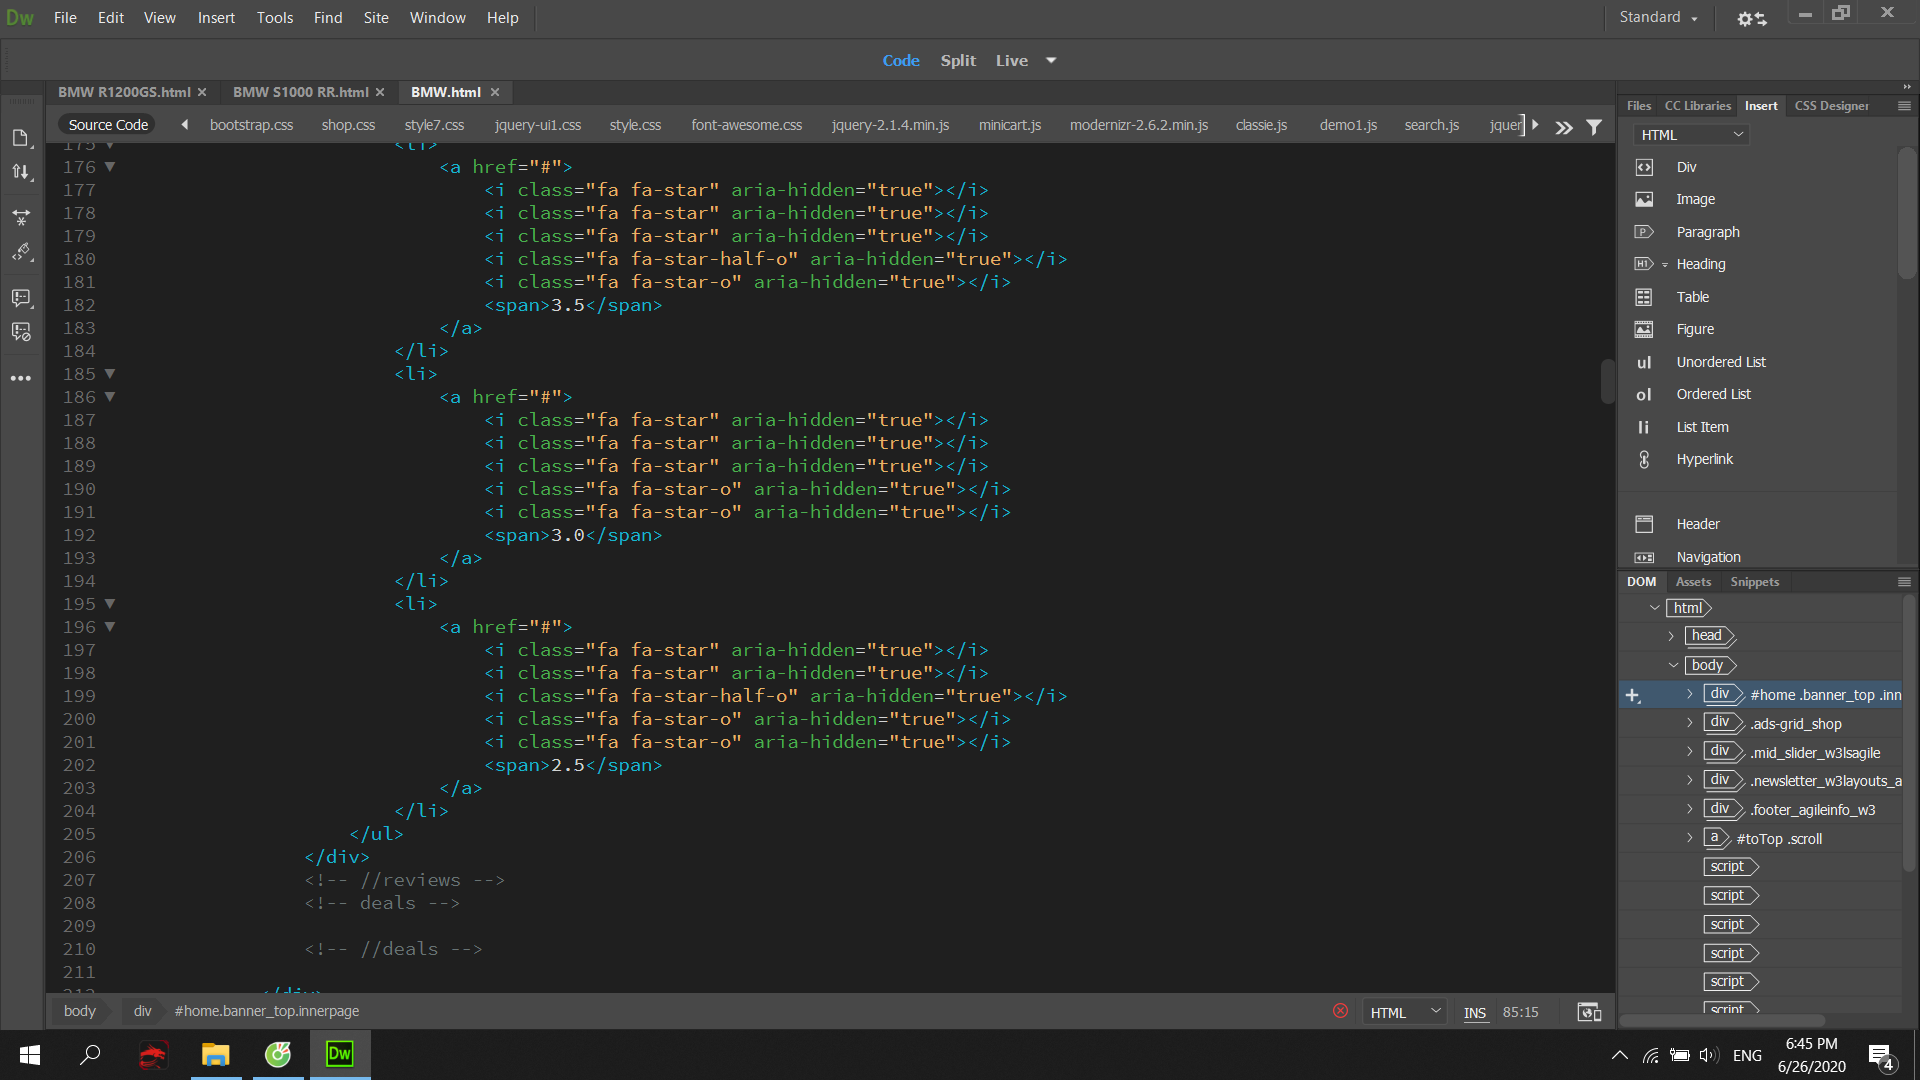 Dw File Edit View Insert Tools Find Site Window Help Standard
Code Split Live
BMW R1200GS.html BMW S1000 RR.html BMW.html
Source Code bootstrap.css shop.css style7.css jquery-ui1.css style.css font-awesome.css jquery-2.1.4.min.js minicart.js modernizr-2.6.2.min.js classie.js demo1.js search.js jquer
175 <li>
176 <a href="#">
177 <i class="fa fa-star" aria-hidden="true"></i>
178 <i class="fa fa-star" aria-hidden="true"></i>
179 <i class="fa fa-star" aria-hidden="true"></i>
180 <i class="fa fa-star-half-o" aria-hidden="true"></i>
181 <i class="fa fa-star-o" aria-hidden="true"></i>
182 <span>3.5</span>
183 </a>
184 </li>
185 <li>
186 <a href="#">
187 <i class="fa fa-star" aria-hidden="true"></i>
188 <i class="fa fa-star" aria-hidden="true"></i>
189 <i class="fa fa-star" aria-hidden="true"></i>
190 <i class="fa fa-star-o" aria-hidden="true"></i>
191 <i class="fa fa-star-o" aria-hidden="true"></i>
192 <span>3.0</span>
193 </a>
194 </li>
195 <li>
196 <a href="#">
197 <i class="fa fa-star" aria-hidden="true"></i>
198 <i class="fa fa-star" aria-hidden="true"></i>
199 <i class="fa fa-star-half-o" aria-hidden="true"></i>
200 <i class="fa fa-star-o" aria-hidden="true"></i>
201 <i class="fa fa-star-o" aria-hidden="true"></i>
202 <span>2.5</span>
203 </a>
204 </li>
205 </ul>
206 </div>
207 <!-- //reviews -->
208 <!-- deals -->
209
210 <!-- //deals -->
211
212 </div>
body div #home.banner_top.innerpage HTML INS 85:15
Files CC Libraries Insert CSS Designer
HTML
Div
Image
P Paragraph
H1 Heading
Table
Figure
ul Unordered List
ol Ordered List
li List Item
Hyperlink
Header
Navigation
DOM Assets Snippets
html
head
body
div #home .banner_top .inn
div .ads-grid_shop
div .mid_slider_w3lsagile
div .newsletter_w3layouts_a
div .footer_agileinfo_w3
a #toTop .scroll
script
script
script
script
script
script
Dw ENG 6:45 PM
6/26/2020 4